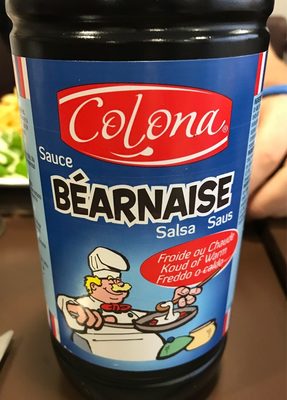 Colona®
Sauce
BÉARNAISE
Salsa Saus
Froide ou Chaude
Koud of Warm
Freddo o caldo